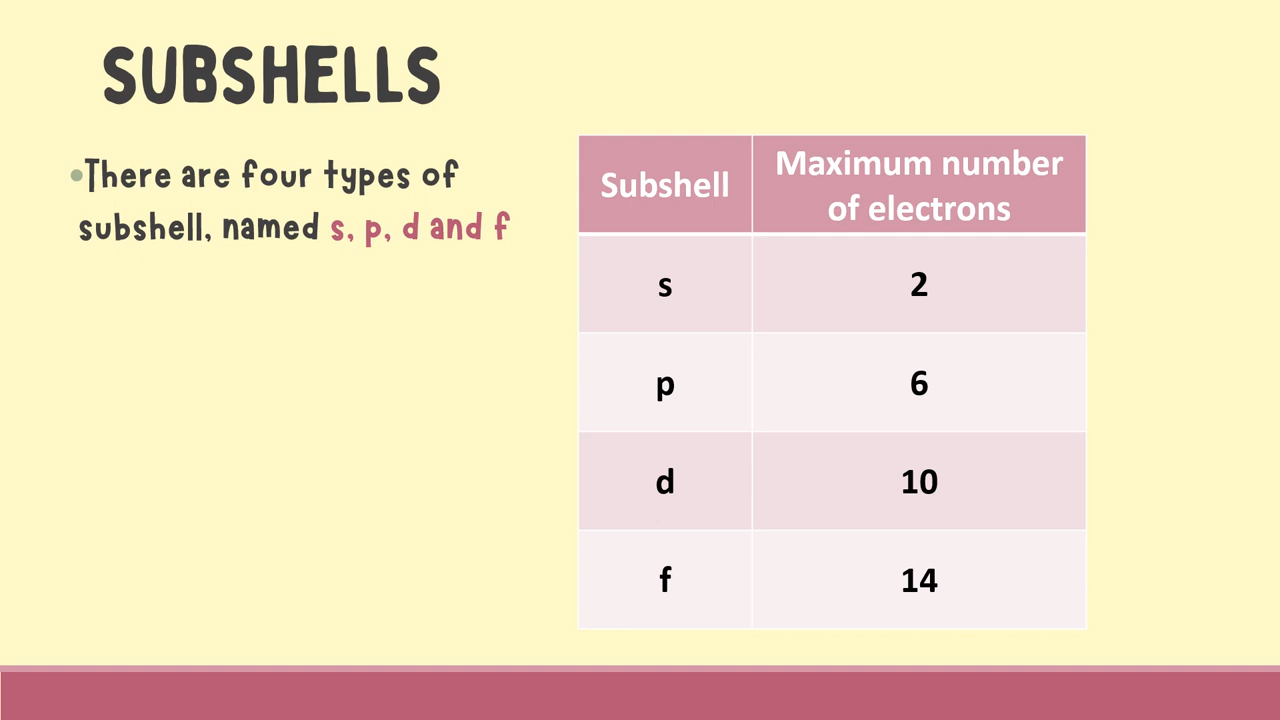 SUBSHELLS
•There are four types of
subshell, named s, p, d and f
Subshell Maximum number
of electrons
s 2
p 6
d 10
f 14